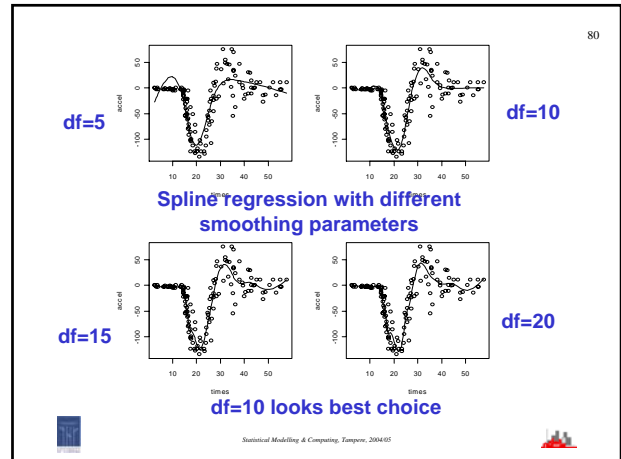 80
50
0
-50
-100
accel
10 20 30 40 50
times
df=5
50
0
-50
-100
accel
10 20 30 40 50
times
df=10
Spline regression with different
smoothing parameters
50
0
-50
-100
accel
10 20 30 40 50
times
df=15
50
0
-50
-100
accel
10 20 30 40 50
times
df=20
df=10 looks best choice
Statistical Modelling & Computing, Tampere, 2004/05